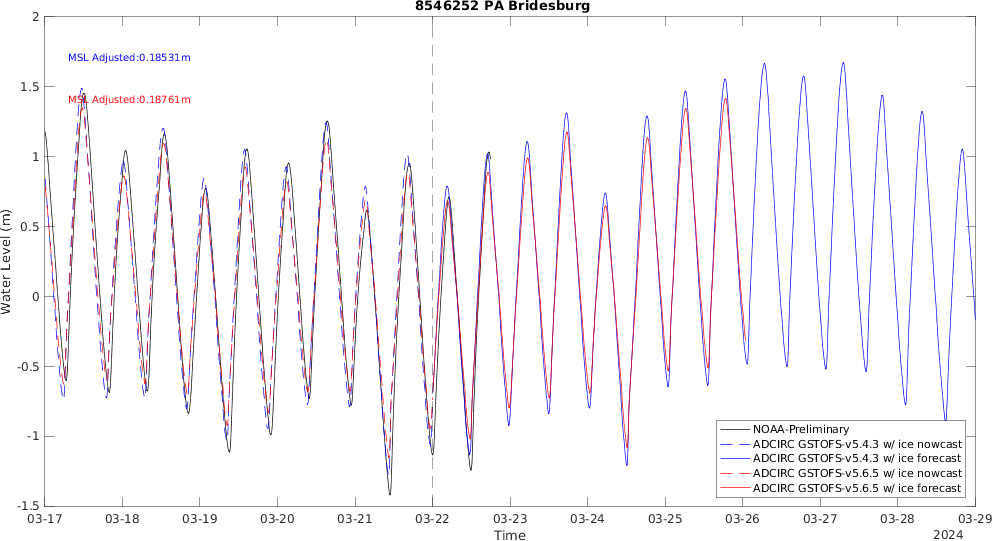 8546252 PA Bridesburg
2
1.5
1
0.5
0
-0.5
-1
-1.5
Water Level (m)
MSL Adjusted:0.18531m
MSL Adjusted:0.18761m
NOAA-Preliminary
ADCIRC GSTOFS-v5.4.3 w/ ice nowcast
ADCIRC GSTOFS-v5.4.3 w/ ice forecast
ADCIRC GSTOFS-v5.6.5 w/ ice nowcast
ADCIRC GSTOFS-v5.6.5 w/ ice forecast
03-17 03-18 03-19 03-20 03-21 03-22 03-23 03-24 03-25 03-26 03-27 03-28 03-29
Time
2024